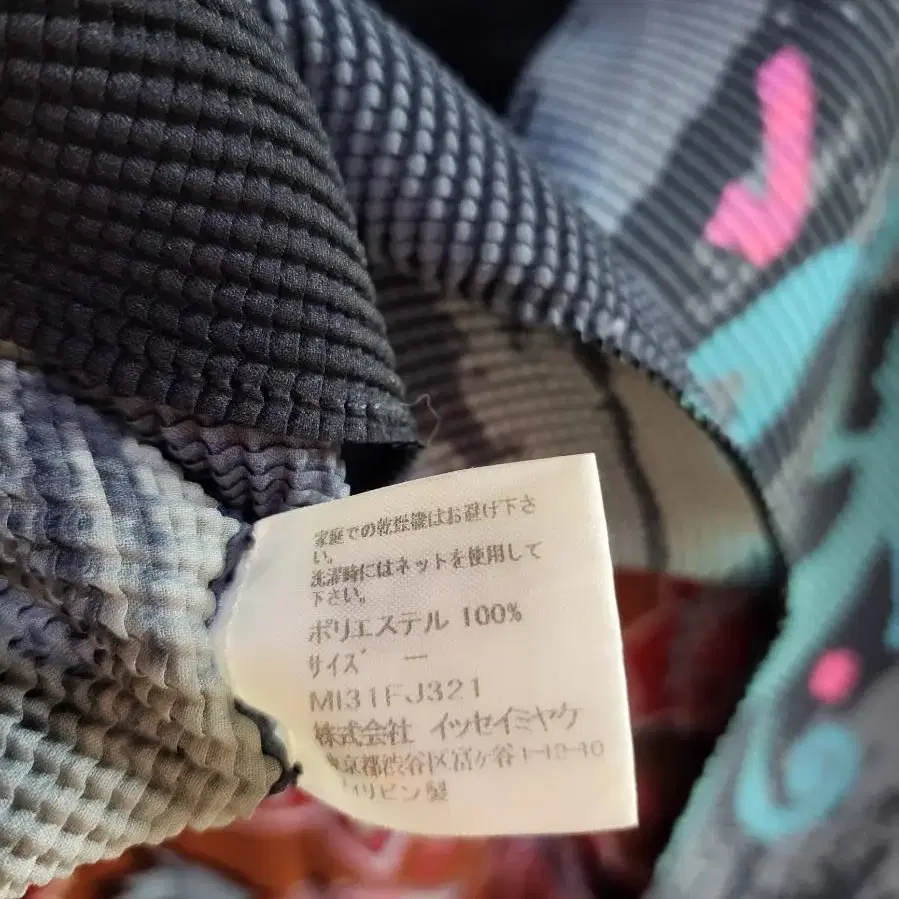 家庭での乾燥機はお避け下さ
い。
洗濯時にはネットを使用して
下さい。
ポリエステル 100%
サイズ ー
MI31FJ321
株式会社 イッセイミヤケ
京都渋谷区富ヶ谷1-12-10
リピン製